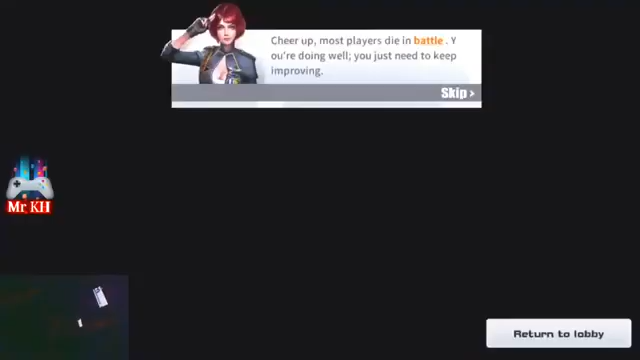 Cheer up, most players die in battle . Y
ou're doing well; you just need to keep
improving.
Skip >
Mr KH
Return to lobby